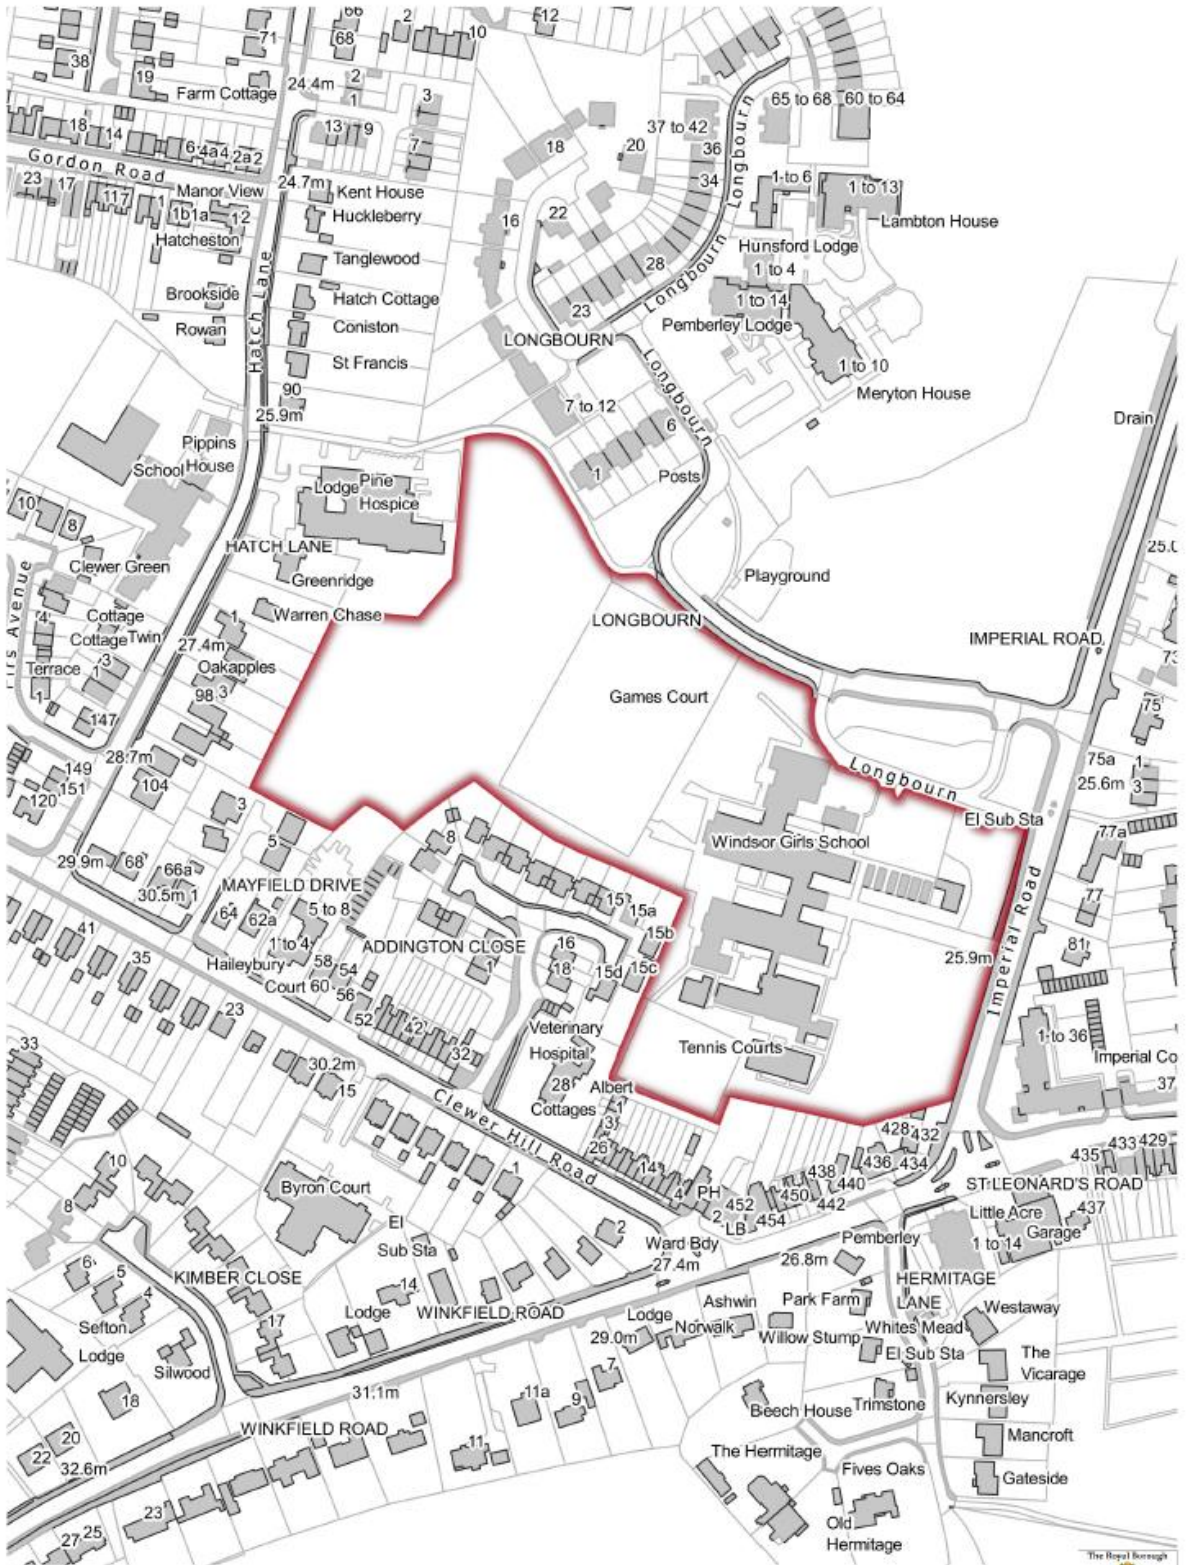 66
2
12
71
68
10
38
19
Farm Cottage
24.4m
2
1
3
65 to 68
60 to 64
18
14
6
4a4
2a2
13
9
7
18
20
37 to 42
36
34
Longbourn
Gordon Road
23
17
117
1
Manor View
24.7m
Kent House
1b1a
12
Huckleberry
16
22
1 to 6
1 to 13
Lambton House
Hatcheston
Tanglewood
28
Hunsford Lodge
1 to 4
Brookside
Hatch Cottage
23
Longbourn
1 to 14
Rowan
Coniston
LONGBOURN
Pemberley Lodge
Hatch Lane
St Francis
Longbourn
1 to 10
90
Meryton House
25.9m
7 to 12
6
Drain
Pippins
House
School
1
Posts
Lodge
Pine
Hospice
10
8
HATCH LANE
Clewer Green
Greenridge
Playground
4
Cottage
Cottage
Twin
1
Warren Chase
LONGBOURN
IMPERIAL ROAD
27.4m
Terrace
1
3
1
Oakapples
98
3
Games Court
73
75
147
28.7m
149
151
120
104
Longbourn
75a
25.6m
1
3
3
El Sub Sta
5
8
Windsor Girls School
77a
29.9m
68
66a
30.5m
1
MAYFIELD DRIVE
64
62a
5 to 8
15
15a
77
41
ADDINGTON CLOSE
15b
81
1 to 4
16
Haileybury
58
54
1
18
15d
15c
25.9m
Imperial Road
35
Court
60
56
23
52
42
Veterinary
1 to 36
33
32
Hospital
Tennis Courts
Imperial Co
30.2m
28
Albert
37
15
Cottages
1
3
Clewer Hill Road
26
428
432
10
1
14
438
436
434
435
433
429
8
Byron Court
4
PH
452
450
440
ST LEONARD'S ROAD
2
LB
454
442
Little Acre
437
El
Sub Sta
2
Ward Bdy
Pemberley
1 to 14
Garage
27.4m
26.8m
6
5
KIMBER CLOSE
14
HERMITAGE
LANE
4
Lodge
WINKFIELD ROAD
Lodge
Ashwin
Park Farm
Westaway
Sefton
Lodge
17
29.0m
Norwalk
Willow Stump
Whites Mead
Silwood
El Sub Sta
The
Vicarage
7
18
31.1m
11a
9
Beech House
Trimstone
Kynnersley
20
WINKFIELD ROAD
Mancroft
22
32.6m
11
The Hermitage
Fives Oaks
Gateside
23
Old
Hermitage
27
25
The Royal Borough